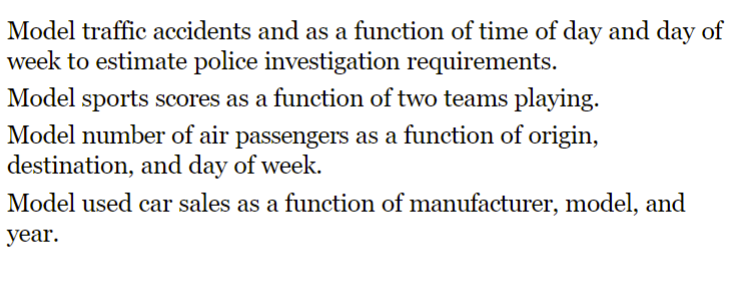 Model traffic accidents and as a function of time of day and day of
week to estimate police investigation requirements.
Model sports scores as a function of two teams playing.
Model number of air passengers as a function of origin,
destination, and day of week.
Model used car sales as a function of manufacturer, model, and
year.